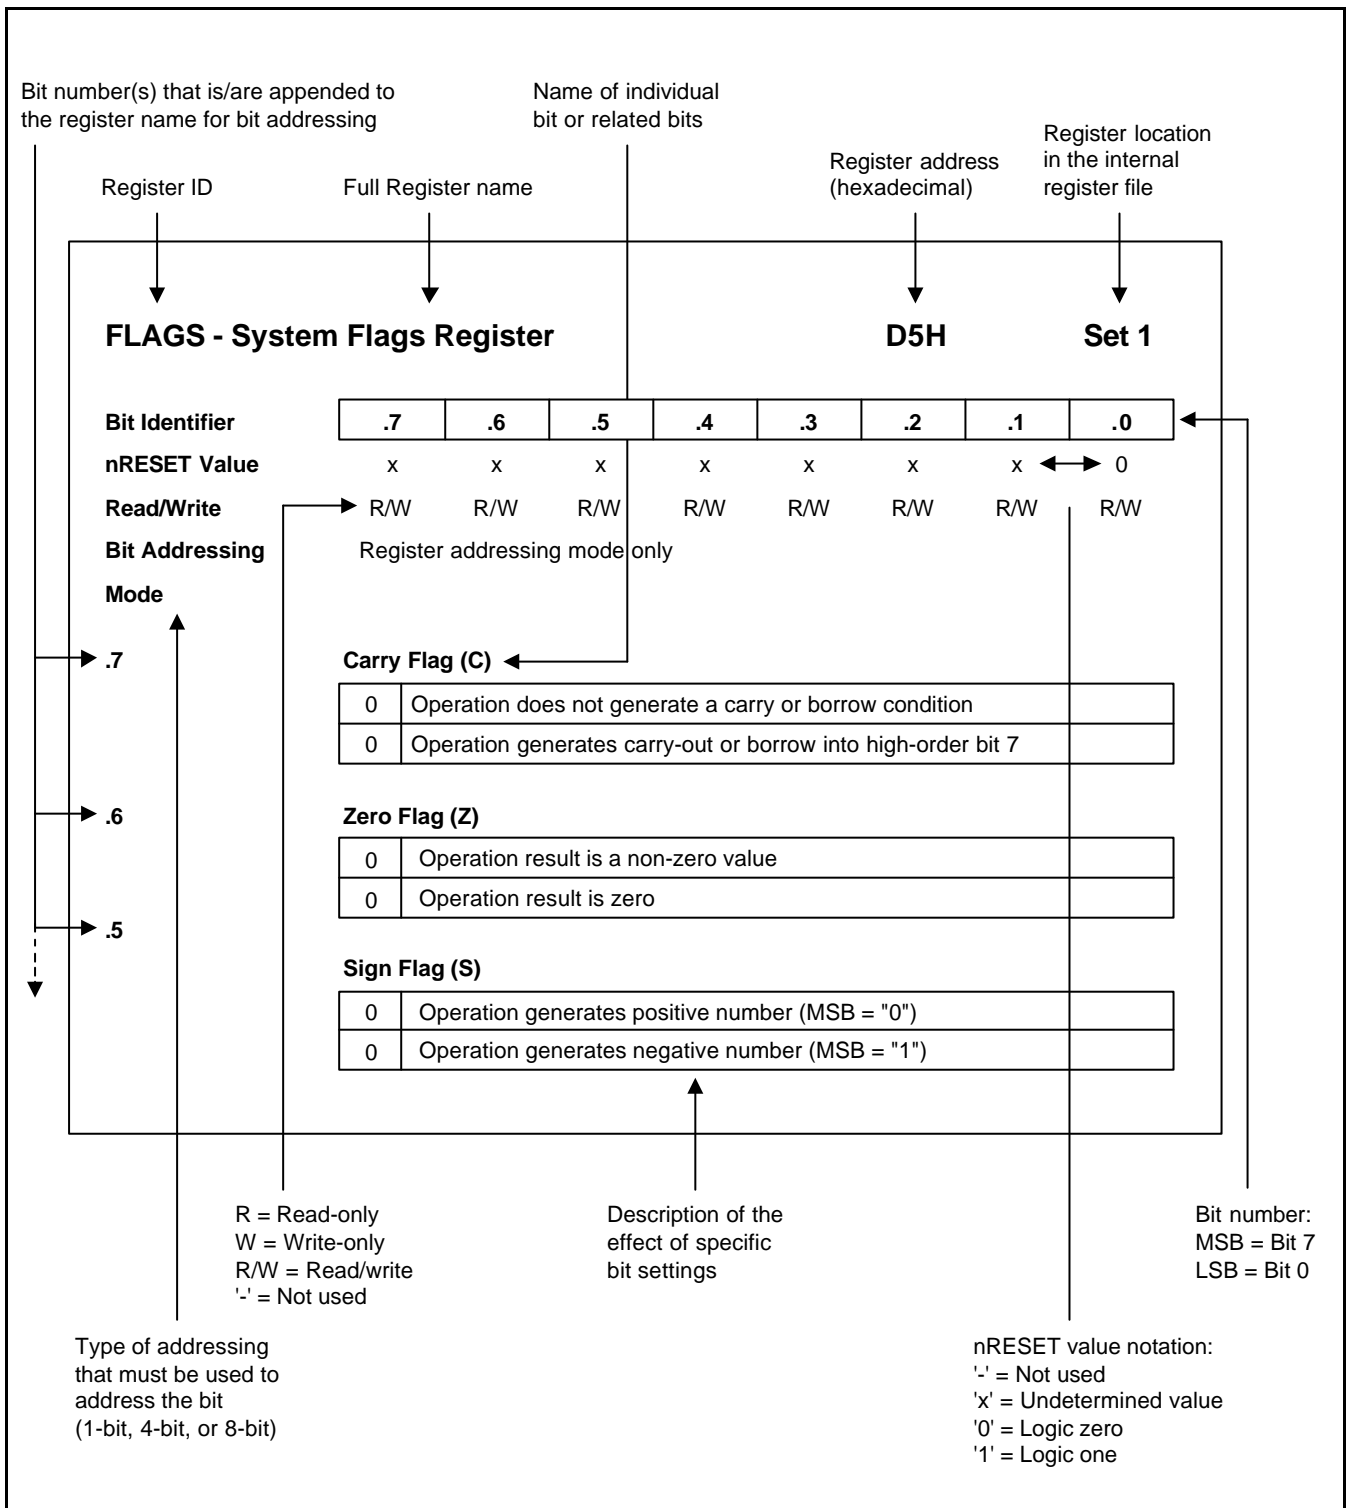 Bit number(s) that is/are appended to
the register name for bit addressing
Name of individual
bit or related bits
Register location
in the internal
register file
Register address
(hexadecimal)
Register ID
Full Register name
FLAGS - System Flags Register D5H Set 1
Bit Identifier .7 .6 .5 .4 .3 .2 .1 .0
nRESET Value x x x x x x x 0
Read/Write R/W R/W R/W R/W R/W R/W R/W R/W
Bit Addressing Register addressing mode only
Mode
.7 Carry Flag (C)
0 Operation does not generate a carry or borrow condition
0 Operation generates carry-out or borrow into high-order bit 7
.6 Zero Flag (Z)
0 Operation result is a non-zero value
0 Operation result is zero
.5
Sign Flag (S)
0 Operation generates positive number (MSB = "0")
0 Operation generates negative number (MSB = "1")
R = Read-only
W = Write-only
R/W = Read/write
'-' = Not used
Description of the
effect of specific
bit settings
Bit number:
MSB = Bit 7
LSB = Bit 0
Type of addressing
that must be used to
address the bit
(1-bit, 4-bit, or 8-bit)
nRESET value notation:
'-' = Not used
'x' = Undetermined value
'0' = Logic zero
'1' = Logic one